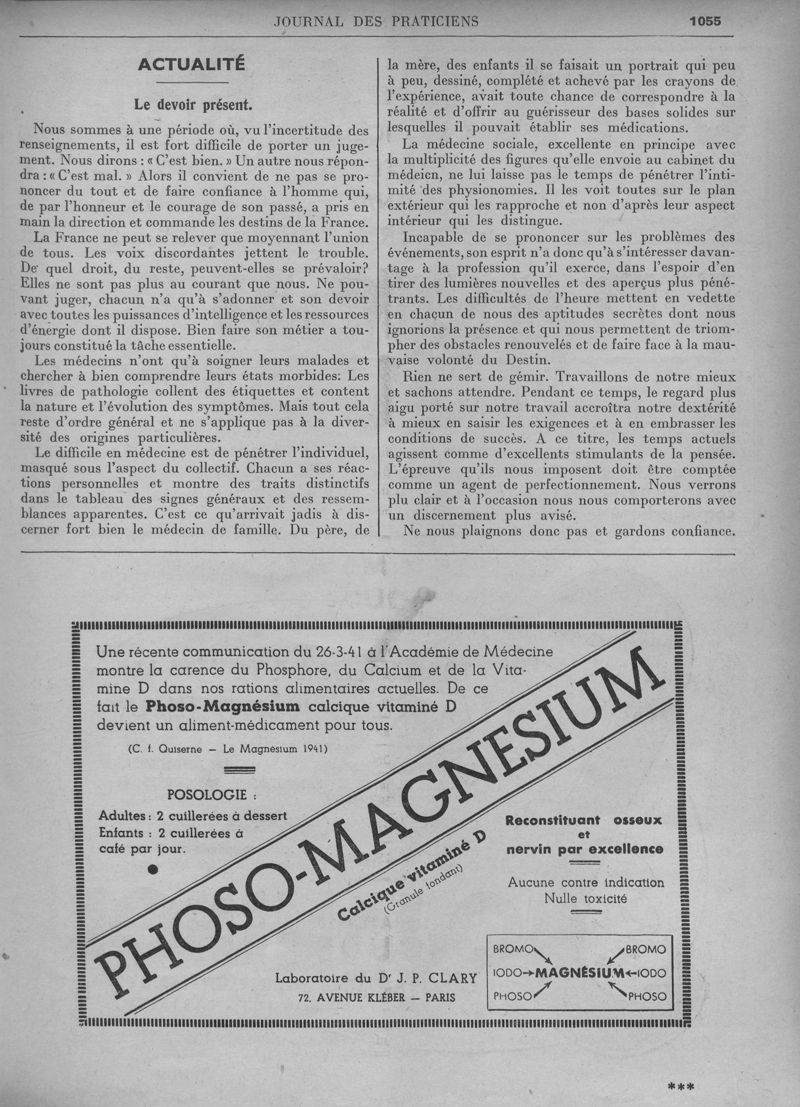 JOURNAL DES PRATICIENS 1055
ACTUALITÉ
Le devoir présent.
Nous sommes à une période où, vu l'incertitude des
renseignements, il est fort difficile de porter un juge-
ment. Nous dirons : « C'est bien. » Un autre nous répon-
dra : « C'est mal. » Alors il convient de ne pas se pro-
noncer du tout et de faire confiance à l'homme qui,
de par l'honneur et le courage de son passé, a pris en
main la direction et commande les destins de la France.
La France ne peut se relever que moyennant l'union
de tous. Les voix discordantes jettent le trouble.
De quel droit, du reste, peuvent-elles se prévaloir?
Elles ne sont pas plus au courant que nous. Ne pou-
vant juger, chacun n'a qu'à s'adonner et son devoir
avec toutes les puissances d'intelligence et les ressources
d'énergie dont il dispose. Bien faire son métier a tou-
jours constitué la tâche essentielle.
Les médecins n'ont qu'à soigner leurs malades et
chercher à bien comprendre leurs états morbides: Les
livres de pathologie collent des étiquettes et content
la nature et l'évolution des symptômes. Mais tout cela
reste d'ordre général et ne s'applique pas à la diver-
sité des origines particulières.
Le difficile en médecine est de pénétrer l'individuel,
masqué sous l'aspect du collectif. Chacun a ses réac-
tions personnelles et montre des traits distinctifs
dans le tableau des signes généraux et des ressem-
blances apparentes. C'est ce qu'arrivait jadis à dis-
cerner fort bien le médecin de famille. Du père, de
la mère, des enfants il se faisait un portrait qui peu
à peu, dessiné, complété et achevé par les crayons de
l'expérience, avait toute chance de correspondre à la
réalité et d'offrir au guérisseur des bases solides sur
lesquelles il pouvait établir ses médications.
La médecine sociale, excellente en principe avec
la multiplicité des figures qu'elle envoie au cabinet du
médeicn, ne lui laisse pas le temps de pénétrer l'inti-
mité des physionomies. Il les voit toutes sur le plan
extérieur qui les rapproche et non d'après leur aspect
intérieur qui les distingue.
Incapable de se prononcer sur les problèmes des
événements, son esprit n'a donc qu'à s'intéresser davan-
tage à la profession qu'il exerce, dans l'espoir d'en
tirer des lumières nouvelles et des aperçus plus péné-
trants. Les difficultés de l'heure mettent en vedette
en chacun de nous des aptitudes secrètes dont nous
ignorions la présence et qui nous permettent de triom-
pher des obstacles renouvelés et de faire face à la mau-
vaise volonté du Destin.
Rien ne sert de gémir. Travaillons de notre mieux
et sachons attendre. Pendant ce temps, le regard plus
aigu porté sur notre travail accroîtra notre dextérité
à mieux en saisir les exigences et à en embrasser les
conditions de succès. A ce titre, les temps actuels
agissent comme d'excellents stimulants de la pensée.
L'épreuve qu'ils nous imposent doit être comptée
comme un agent de perfectionnement. Nous verrons
plu clair et à l'occasion nous nous comporterons avec
un discernement plus avisé.
Ne nous plaignons donc pas et gardons confiance.
Une récente communication du 26-3-41 à l'Académie de Médecine
montre la carence du Phosphore, du Calcium et de la Vita-
mine D dans nos rations alimentaires actuelles. De ce
fait le Phoso-Magnésium calcique vitaminé D
devient un aliment-médicament pour tous.
(C. f. Quiserne — Le Magnésium 1941)
POSOLOGIE :
Adultes : 2 cuillerées à dessert
Enfants : 2 cuillerées à
café par jour.
PHOSO-MAGNÉSIUM
Calcique vitaminé D
(Granule fondant)
Reconstituant osseux
et
nervin par excellence
Aucune contre indication
Nulle toxicité
Laboratoire du Dr J. P. CLARY
72, AVENUE KLÉBER — PARIS
BROMO BROMO
IODO→MAGNÉSIUM←IODO
PHOSO PHOSO
***